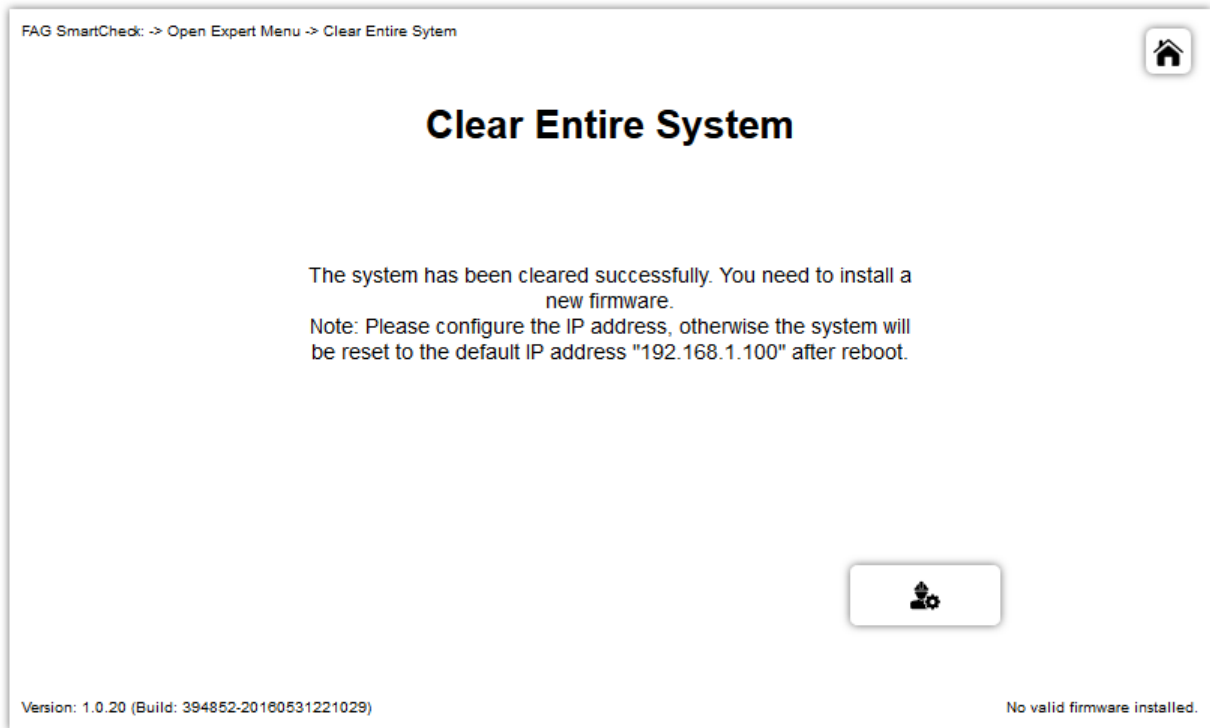 FAG SmartCheck: -> Open Expert Menu -> Clear Entire Sytem
Clear Entire System
The system has been cleared successfully. You need to install a
new firmware.
Note: Please configure the IP address, otherwise the system will
be reset to the default IP address "192.168.1.100" after reboot.
Version: 1.0.20 (Build: 394852-20160531221029)
No valid firmware installed.